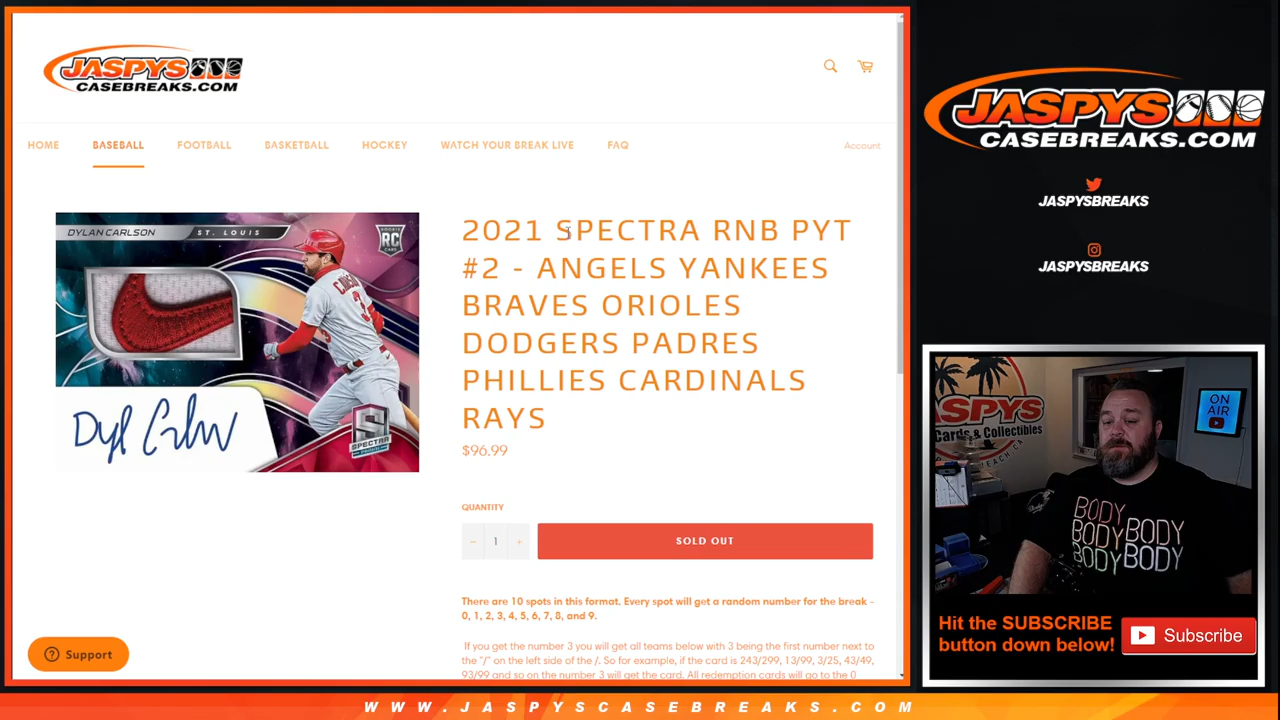 JASPYS
CASEBREAKS.COM
HOME
BASEBALL
FOOTBALL
BASKETBALL
HOCKEY
WATCH YOUR BREAK LIVE
FAQ
Account
DYLAN CARLSON
ST. LOUIS
ROOKIE
RC
SPECTRA
2021 SPECTRA RNB PYT
#2 - ANGELS YANKEES
BRAVES ORIOLES
DODGERS PADRES
PHILLIES CARDINALS
RAYS
$96.99
QUANTITY
− 1 +
SOLD OUT
There are 10 spots in this format. Every spot will get a random number for the break -
0, 1, 2, 3, 4, 5, 6, 7, 8, and 9.
If you get the number 3 you will get all teams below with 3 being the first number next to
the "/" on the left side of the /. So for example, if the card is 243/299, 13/99, 3/25, 43/49,
93/99 and so on the number 3 will get the card. All redemption cards will go to the 0
Support
JASPYS
CASEBREAKS.COM
JASPYSBREAKS
JASPYSBREAKS
ASPYS
Cards & Collectibles
ON
AIR
BODY
BODY BODY
BODY BODY
Hit the SUBSCRIBE
button down below!
Subscribe
WWW.JASPYSCASEBREAKS.COM